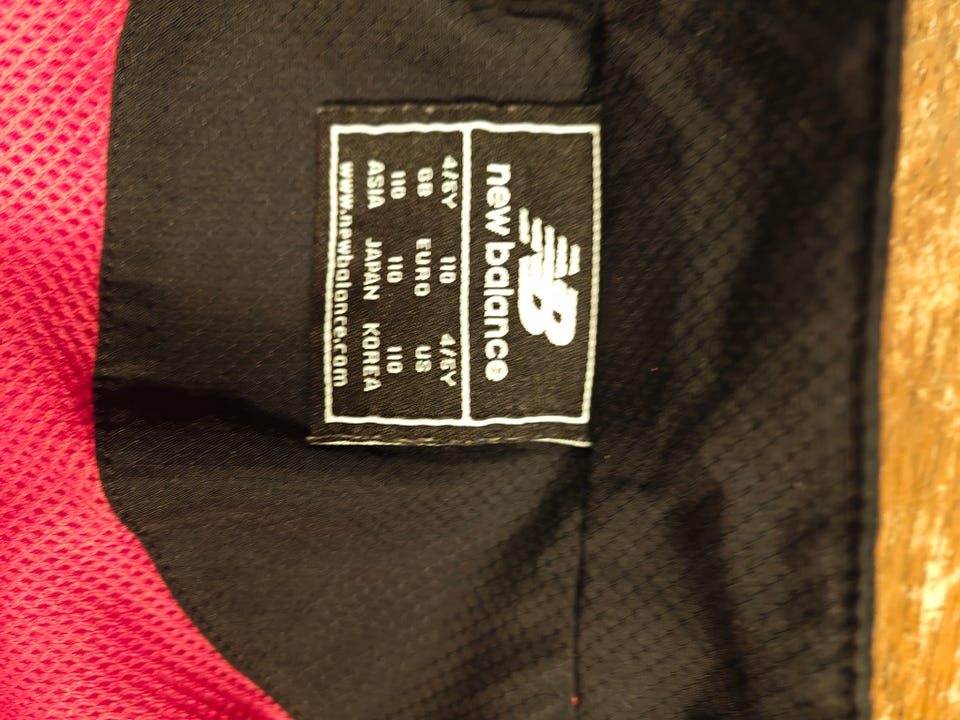 NB
new balance
4/5Y 110 4/5Y
GB EURO US
110 110 110
ASIA JAPAN KOREA
www.newbalance.com